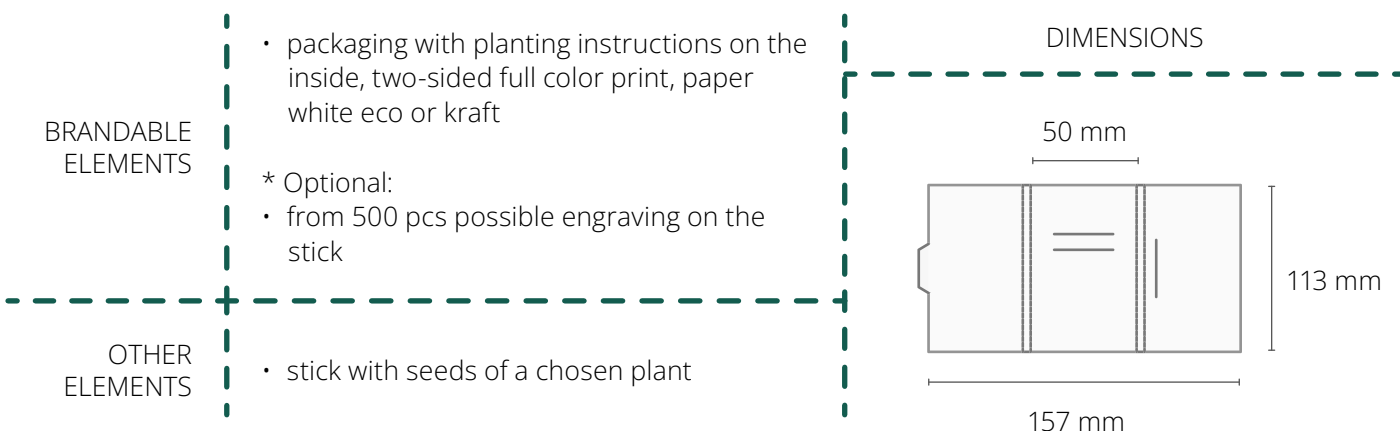 BRANDABLE
ELEMENTS
• packaging with planting instructions on the
inside, two-sided full color print, paper
white eco or kraft
* Optional:
• from 500 pcs possible engraving on the
stick
OTHER
ELEMENTS
• stick with seeds of a chosen plant
DIMENSIONS
50 mm
113 mm
157 mm